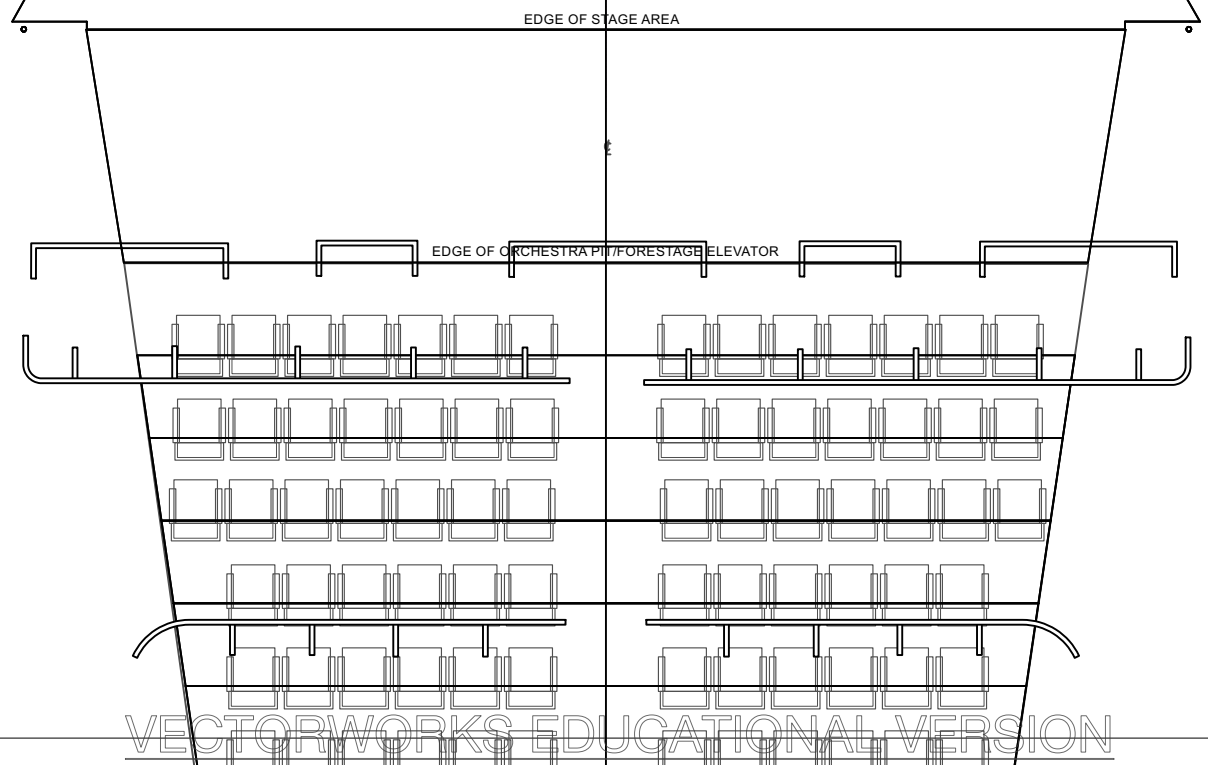 EDGE OF STAGE AREA
℄
EDGE OF ORCHESTRA PIT/FORESTAGE ELEVATOR
VECTORWORKS EDUCATIONAL VERSION